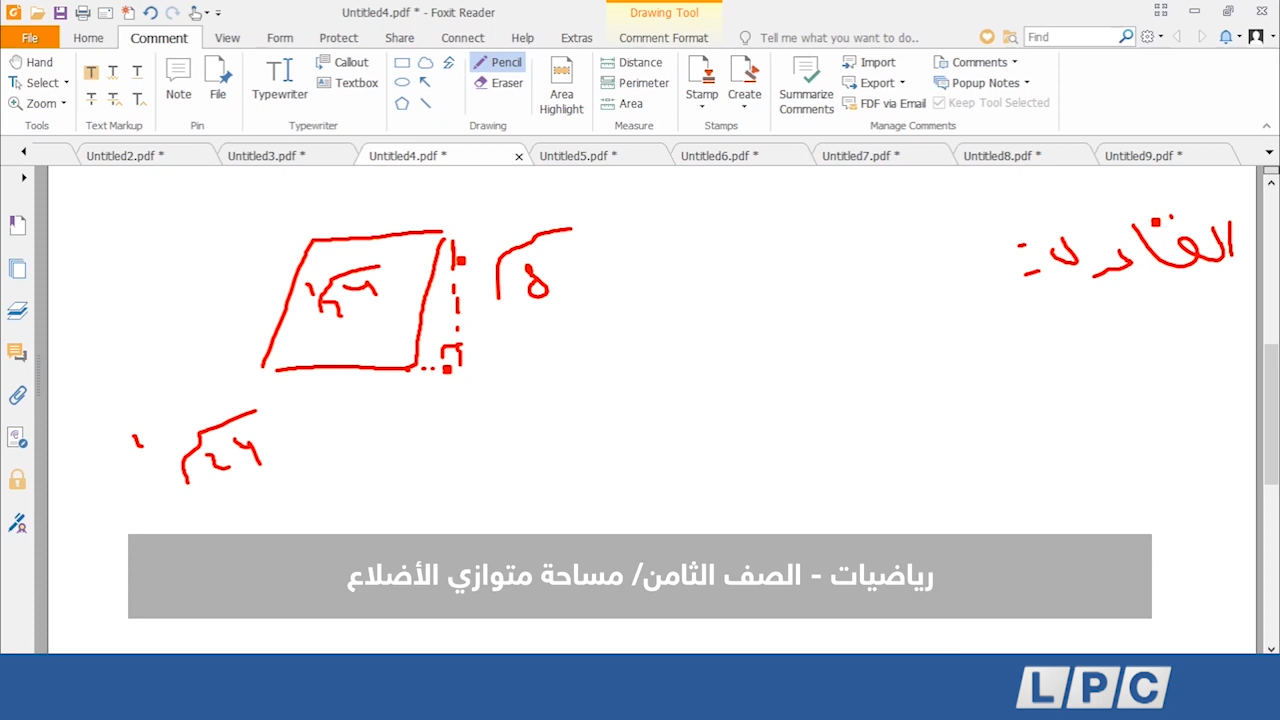 Untitled4.pdf * - Foxit Reader
Drawing Tool
File
Home
Comment
View
Form
Protect
Share
Connect
Help
Extras
Comment Format
Tell me what you want to do..
Find
Hand
Select
Zoom
Tools
Text Markup
Note
File
Pin
Typewriter
Callout
Textbox
Typewriter
Pencil
Eraser
Drawing
Area Highlight
Distance
Perimeter
Area
Measure
Stamp
Create
Stamps
Summarize Comments
Import
Export
FDF via Email
Comments
Popup Notes
Keep Tool Selected
Manage Comments
Untitled2.pdf *
Untitled3.pdf *
Untitled4.pdf *
Untitled5.pdf *
Untitled6.pdf *
Untitled7.pdf *
Untitled8.pdf *
Untitled9.pdf *
رياضيات - الصف الثامن/ مساحة متوازي الأضلاع
LPC